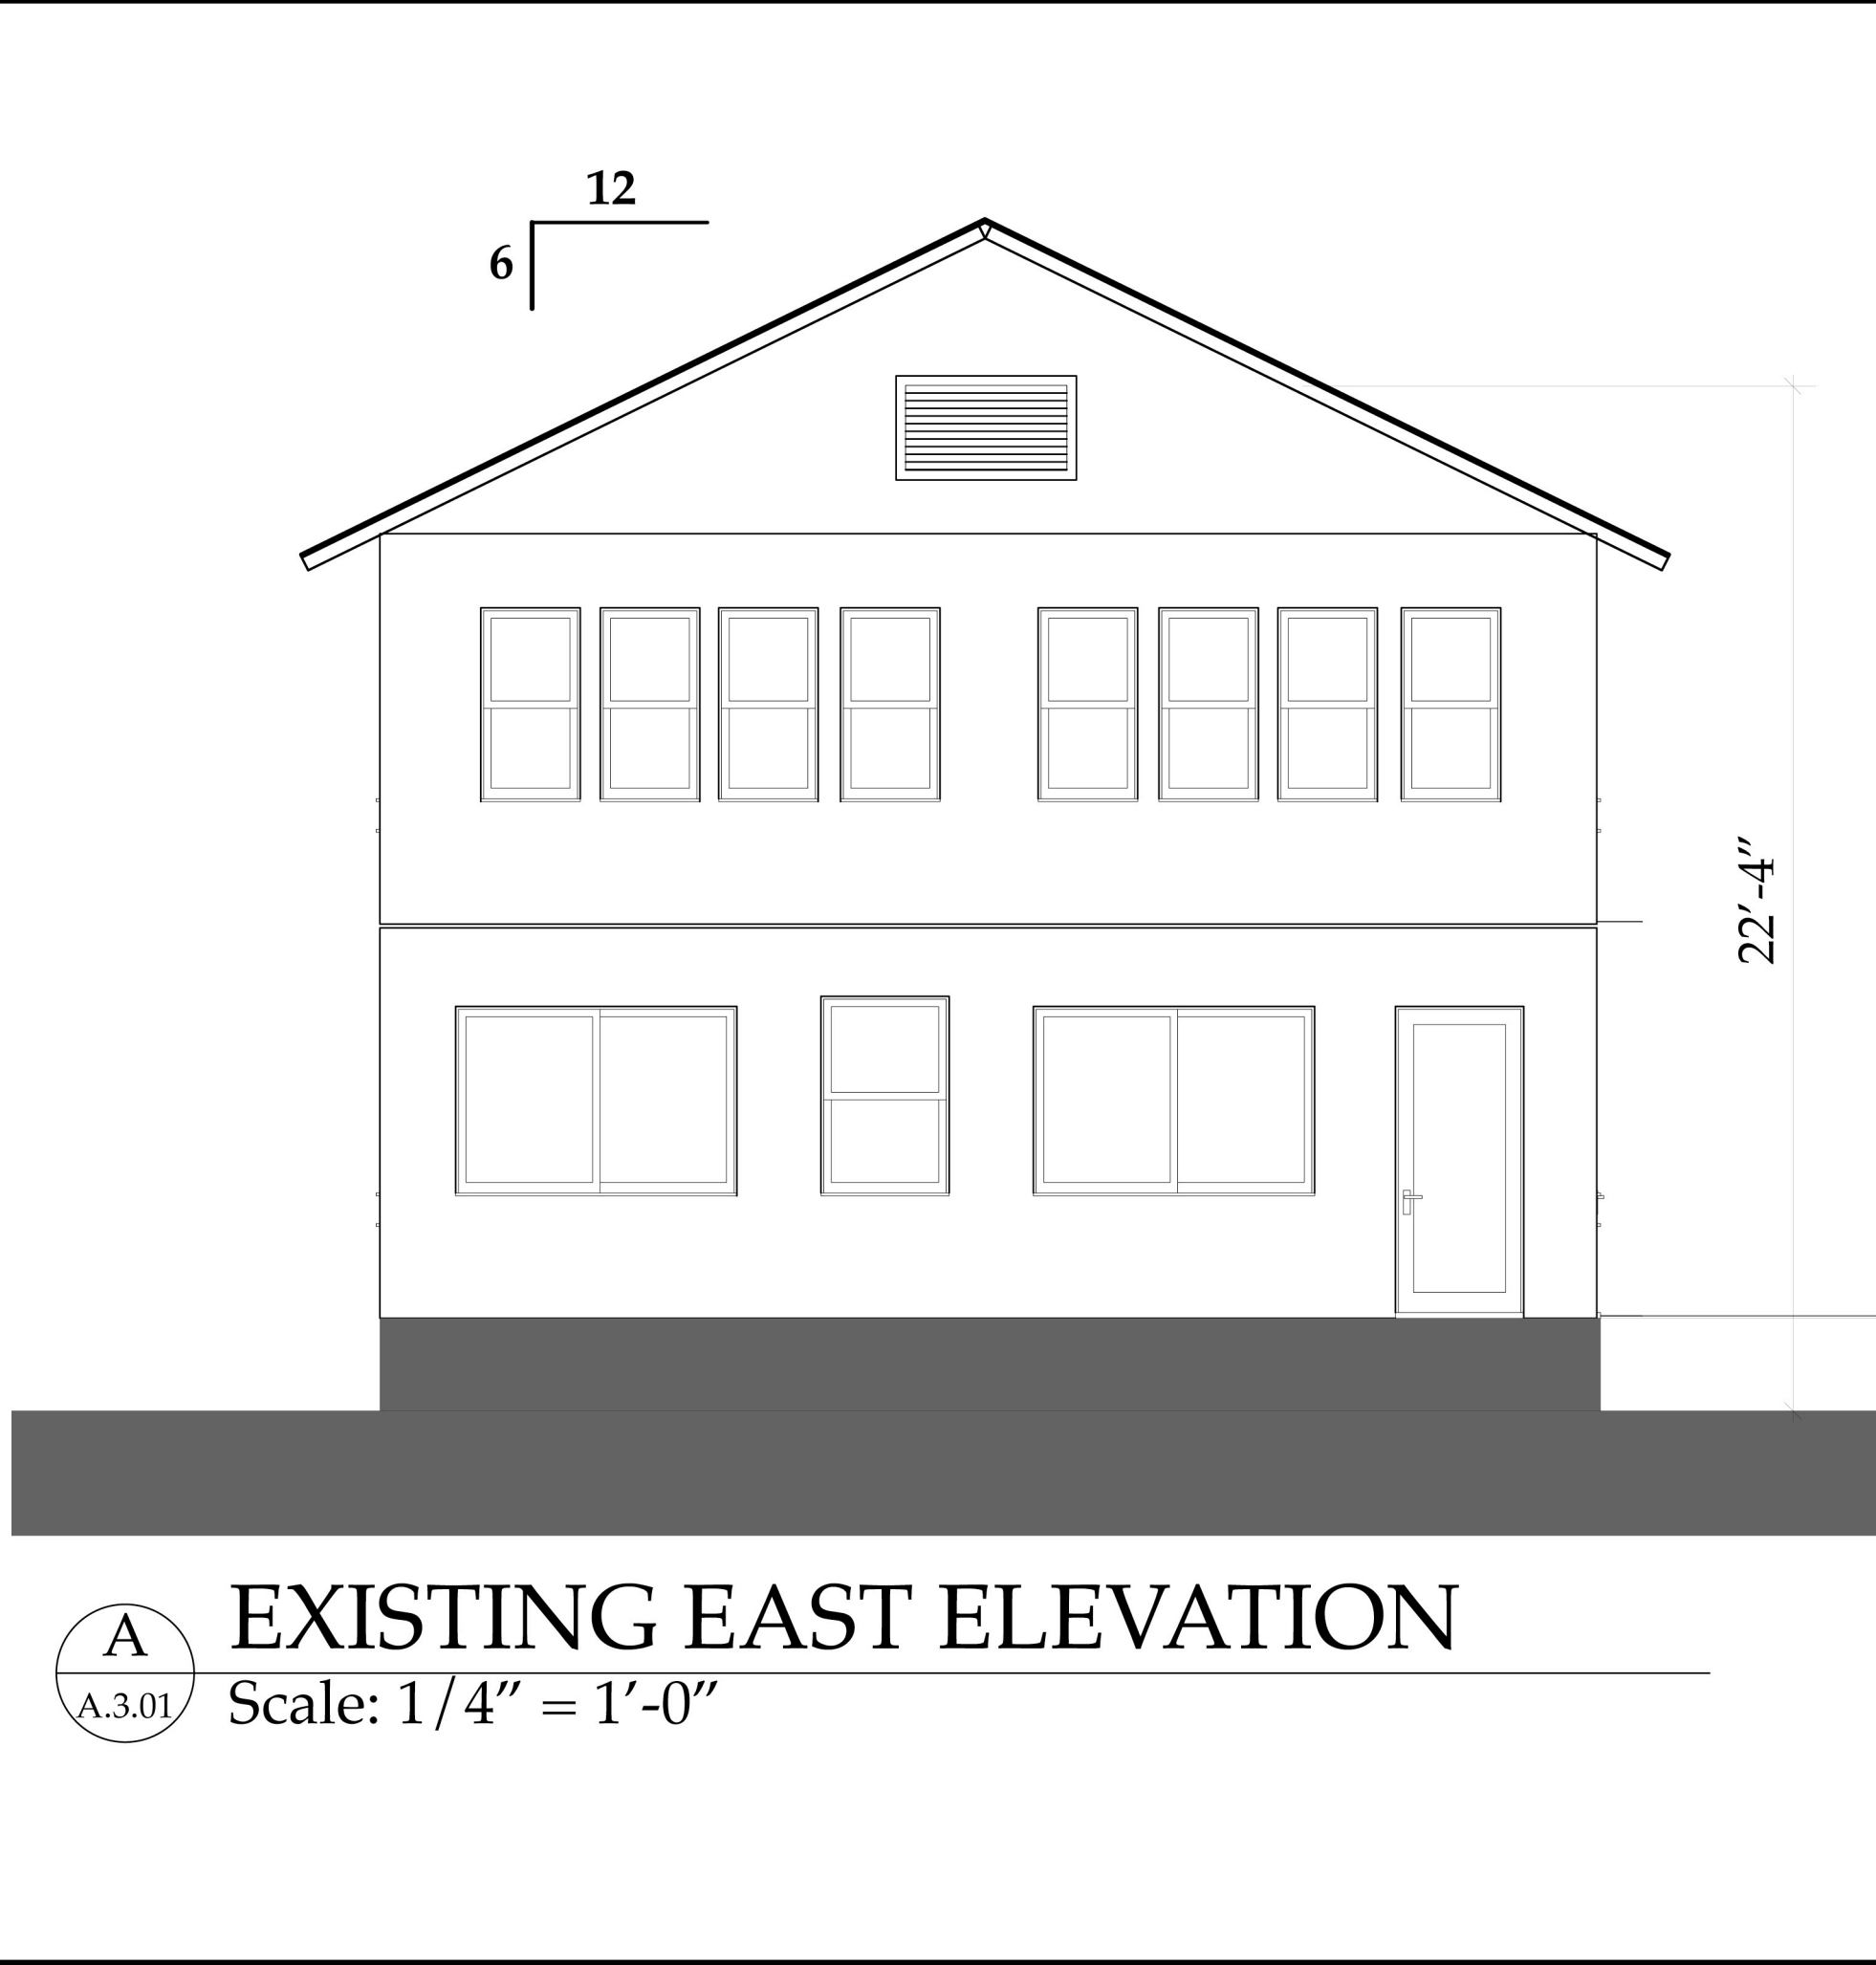 12
6
22′-4″
EXISTING EAST ELEVATION
A
A.3.01
Scale: 1/4″ = 1′-0″